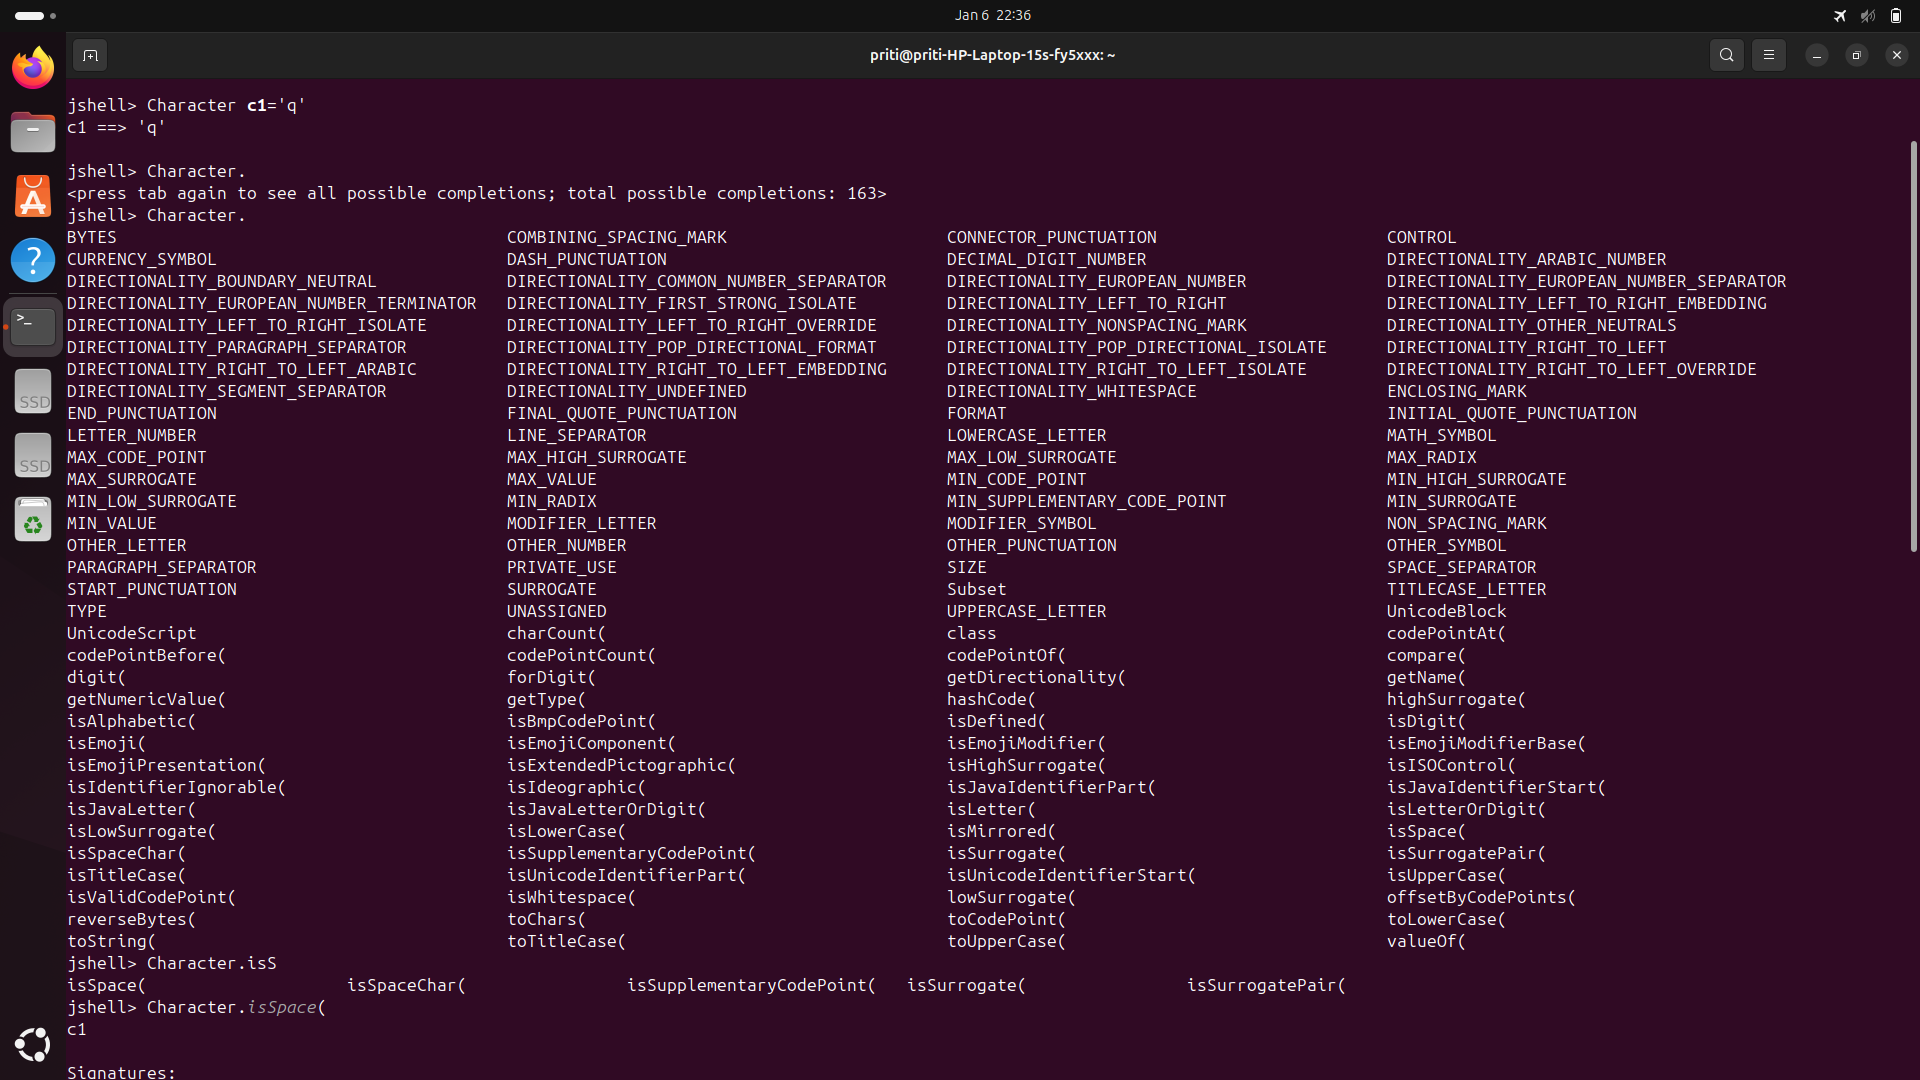 Jan 6 22:36
priti@priti-HP-Laptop-15s-fy5xxx: ~
jshell> Character c1='q'
c1 ==> 'q'
jshell> Character.
<press tab again to see all possible completions; total possible completions: 163>
jshell> Character.
BYTES COMBINING_SPACING_MARK CONNECTOR_PUNCTUATION CONTROL
CURRENCY_SYMBOL DASH_PUNCTUATION DECIMAL_DIGIT_NUMBER DIRECTIONALITY_ARABIC_NUMBER
DIRECTIONALITY_BOUNDARY_NEUTRAL DIRECTIONALITY_COMMON_NUMBER_SEPARATOR DIRECTIONALITY_EUROPEAN_NUMBER DIRECTIONALITY_EUROPEAN_NUMBER_SEPARATOR
DIRECTIONALITY_EUROPEAN_NUMBER_TERMINATOR DIRECTIONALITY_FIRST_STRONG_ISOLATE DIRECTIONALITY_LEFT_TO_RIGHT DIRECTIONALITY_LEFT_TO_RIGHT_EMBEDDING
DIRECTIONALITY_LEFT_TO_RIGHT_ISOLATE DIRECTIONALITY_LEFT_TO_RIGHT_OVERRIDE DIRECTIONALITY_NONSPACING_MARK DIRECTIONALITY_OTHER_NEUTRALS
DIRECTIONALITY_PARAGRAPH_SEPARATOR DIRECTIONALITY_POP_DIRECTIONAL_FORMAT DIRECTIONALITY_POP_DIRECTIONAL_ISOLATE DIRECTIONALITY_RIGHT_TO_LEFT
DIRECTIONALITY_RIGHT_TO_LEFT_ARABIC DIRECTIONALITY_RIGHT_TO_LEFT_EMBEDDING DIRECTIONALITY_RIGHT_TO_LEFT_ISOLATE DIRECTIONALITY_RIGHT_TO_LEFT_OVERRIDE
DIRECTIONALITY_SEGMENT_SEPARATOR DIRECTIONALITY_UNDEFINED DIRECTIONALITY_WHITESPACE ENCLOSING_MARK
END_PUNCTUATION FINAL_QUOTE_PUNCTUATION FORMAT INITIAL_QUOTE_PUNCTUATION
LETTER_NUMBER LINE_SEPARATOR LOWERCASE_LETTER MATH_SYMBOL
MAX_CODE_POINT MAX_HIGH_SURROGATE MAX_LOW_SURROGATE MAX_RADIX
MAX_SURROGATE MAX_VALUE MIN_CODE_POINT MIN_HIGH_SURROGATE
MIN_LOW_SURROGATE MIN_RADIX MIN_SUPPLEMENTARY_CODE_POINT MIN_SURROGATE
MIN_VALUE MODIFIER_LETTER MODIFIER_SYMBOL NON_SPACING_MARK
OTHER_LETTER OTHER_NUMBER OTHER_PUNCTUATION OTHER_SYMBOL
PARAGRAPH_SEPARATOR PRIVATE_USE SIZE SPACE_SEPARATOR
START_PUNCTUATION SURROGATE Subset TITLECASE_LETTER
TYPE UNASSIGNED UPPERCASE_LETTER UnicodeBlock
UnicodeScript charCount( class codePointAt(
codePointBefore( codePointCount( codePointOf( compare(
digit( forDigit( getDirectionality( getName(
getNumericValue( getType( hashCode( highSurrogate(
isAlphabetic( isBmpCodePoint( isDefined( isDigit(
isEmoji( isEmojiComponent( isEmojiModifier( isEmojiModifierBase(
isEmojiPresentation( isExtendedPictographic( isHighSurrogate( isISOControl(
isIdentifierIgnorable( isIdeographic( isJavaIdentifierPart( isJavaIdentifierStart(
isJavaLetter( isJavaLetterOrDigit( isLetter( isLetterOrDigit(
isLowSurrogate( isLowerCase( isMirrored( isSpace(
isSpaceChar( isSupplementaryCodePoint( isSurrogate( isSurrogatePair(
isTitleCase( isUnicodeIdentifierPart( isUnicodeIdentifierStart( isUpperCase(
isValidCodePoint( isWhitespace( lowSurrogate( offsetByCodePoints(
reverseBytes( toChars( toCodePoint( toLowerCase(
toString( toTitleCase( toUpperCase( valueOf(
jshell> Character.isS
isSpace( isSpaceChar( isSupplementaryCodePoint( isSurrogate( isSurrogatePair(
jshell> Character.isSpace(
c1
Signatures:
SSD
SSD